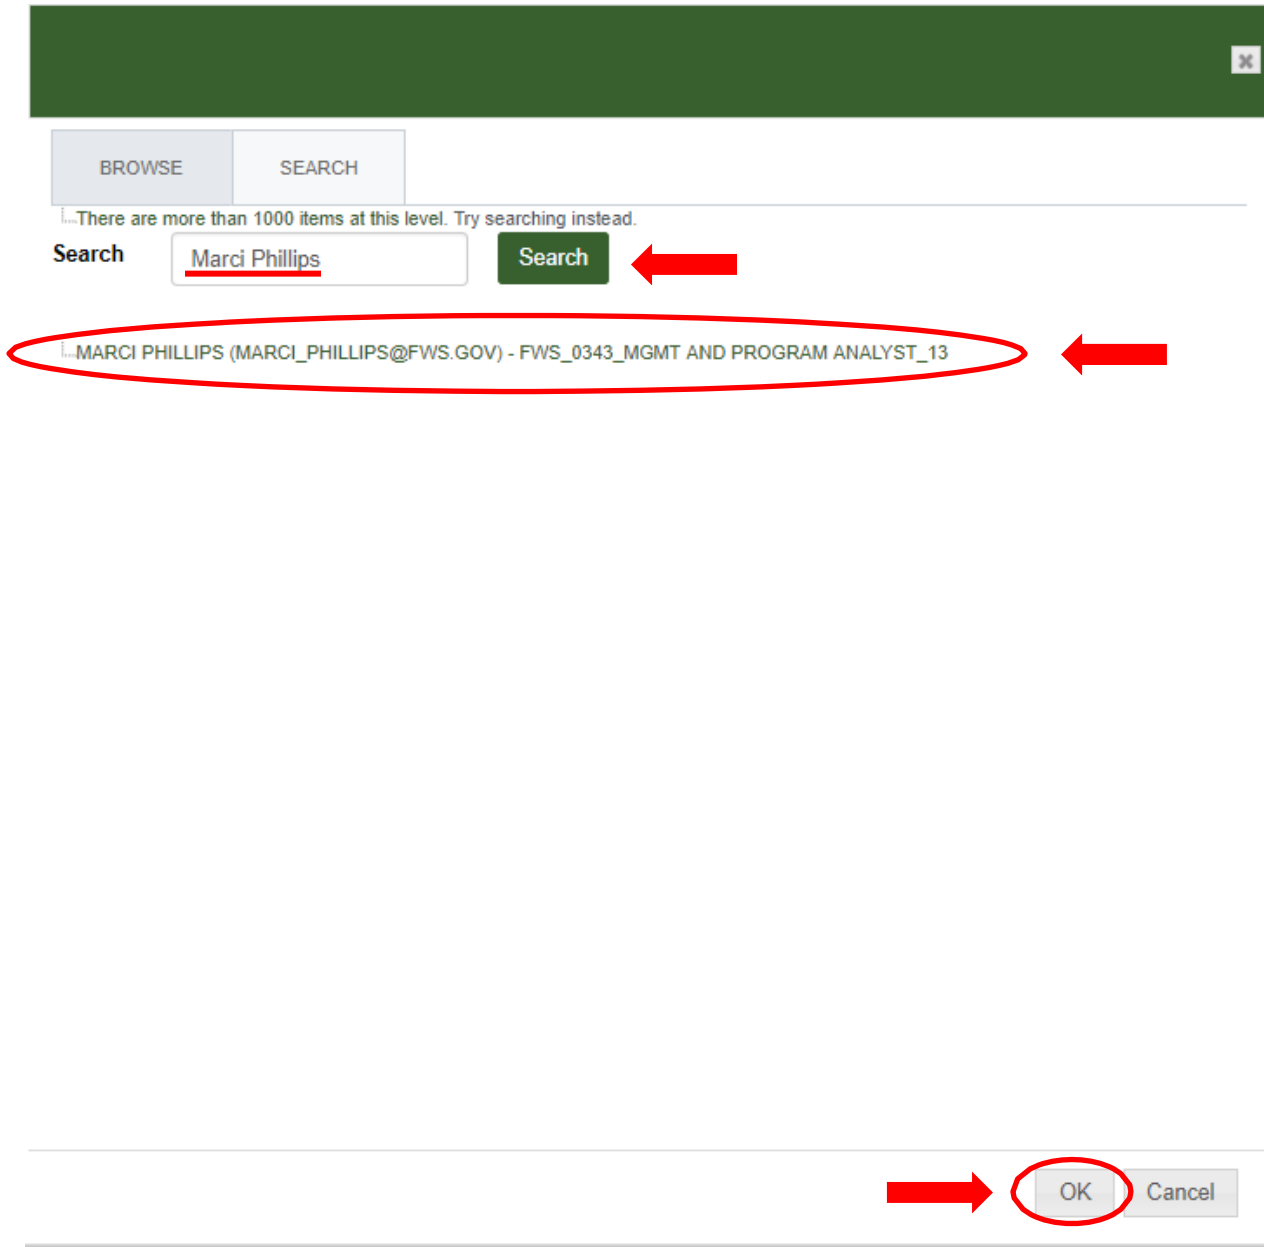 BROWSE SEARCH
There are more than 1000 items at this level. Try searching instead.
Search Marci Phillips Search
MARCI PHILLIPS (MARCI_PHILLIPS@FWS.GOV) - FWS_0343_MGMT AND PROGRAM ANALYST_13
OK Cancel